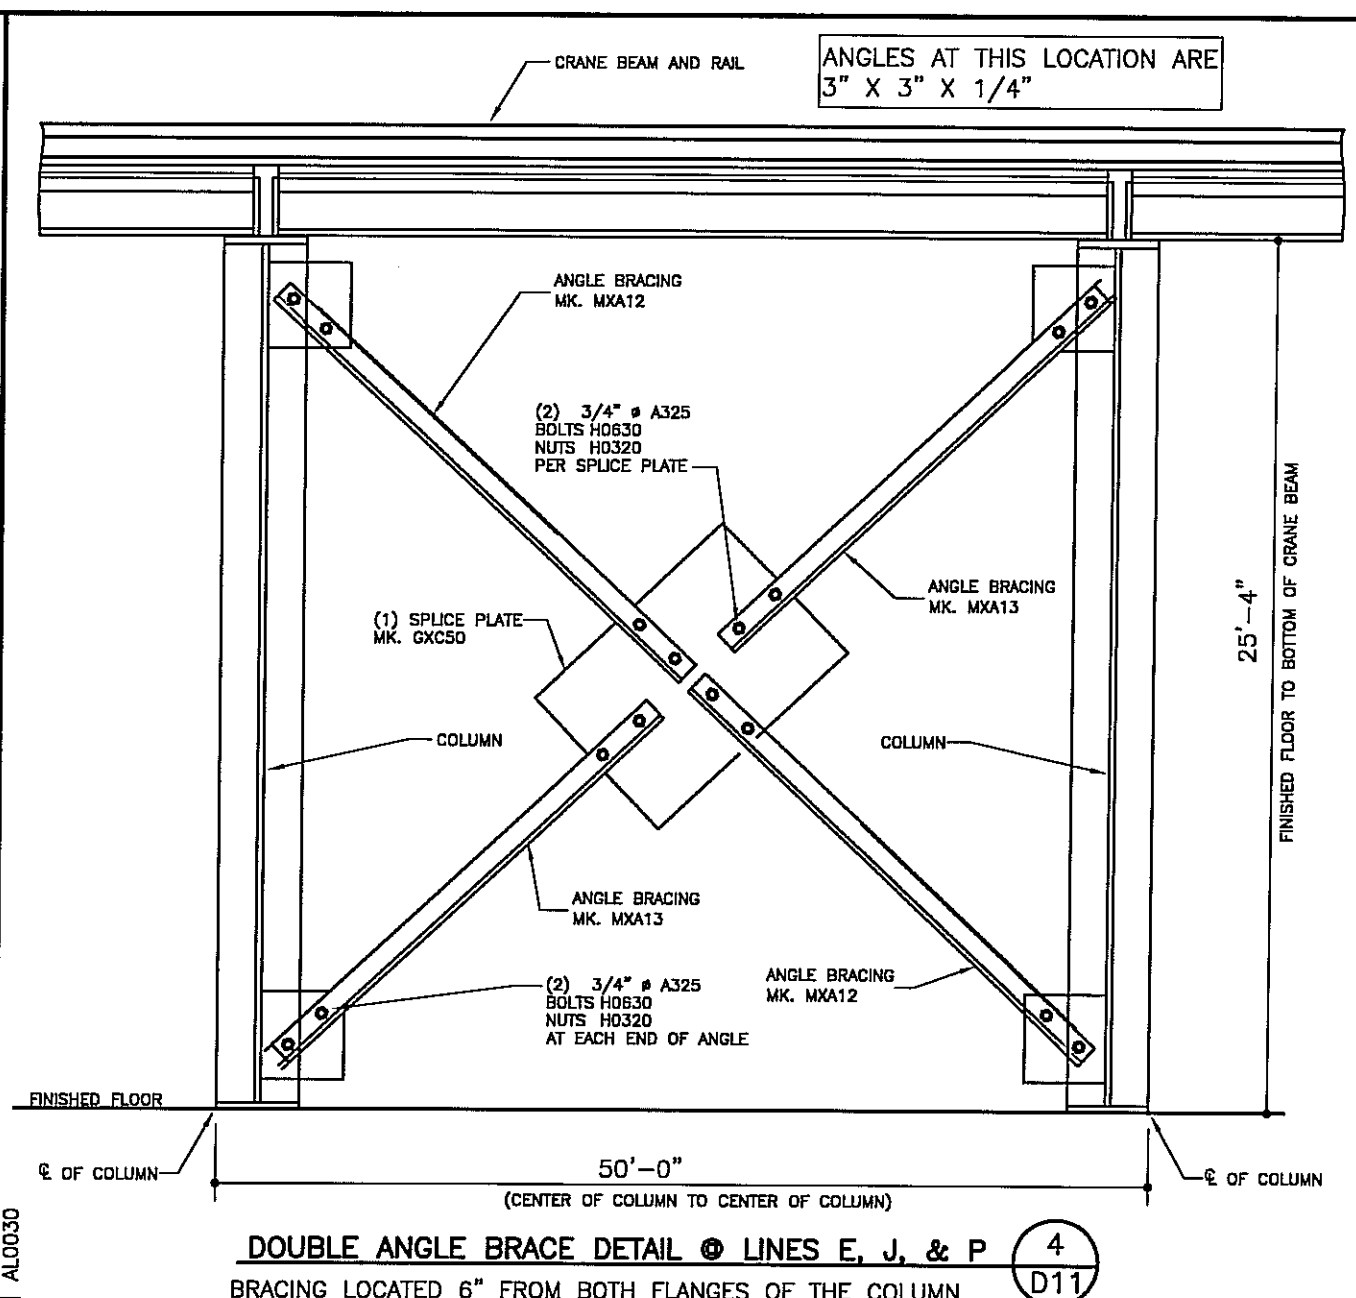 CRANE BEAM AND RAIL
ANGLES AT THIS LOCATION ARE
3" X 3" X 1/4"
ANGLE BRACING
MK. MXA12
(2) 3/4" ø A325
BOLTS H0630
NUTS H0320
PER SPLICE PLATE
ANGLE BRACING
MK. MXA13
(1) SPLICE PLATE
MK. GXC50
COLUMN
COLUMN
25'-4"
FINISHED FLOOR TO BOTTOM OF CRANE BEAM
ANGLE BRACING
MK. MXA13
ANGLE BRACING
MK. MXA12
(2) 3/4" ø A325
BOLTS H0630
NUTS H0320
AT EACH END OF ANGLE
FINISHED FLOOR
℄ OF COLUMN
50'-0"
(CENTER OF COLUMN TO CENTER OF COLUMN)
℄ OF COLUMN
AL0030
DOUBLE ANGLE BRACE DETAIL @ LINES E, J, & P
4
D11
BRACING LOCATED 6" FROM BOTH FLANGES OF THE COLUMN